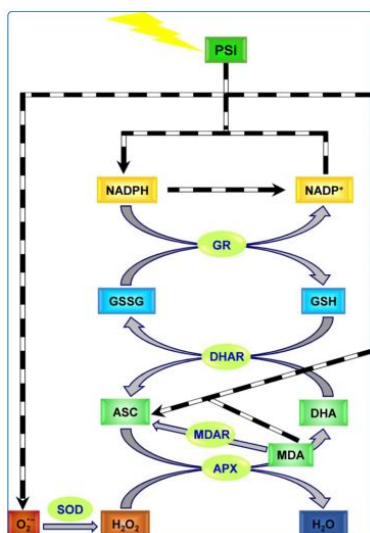 PSI
NADPH
NADP⁺
GR
GSSG
GSH
DHAR
ASC
DHA
MDAR
MDA
APX
SOD
O₂˙⁻
H₂O₂
H₂O